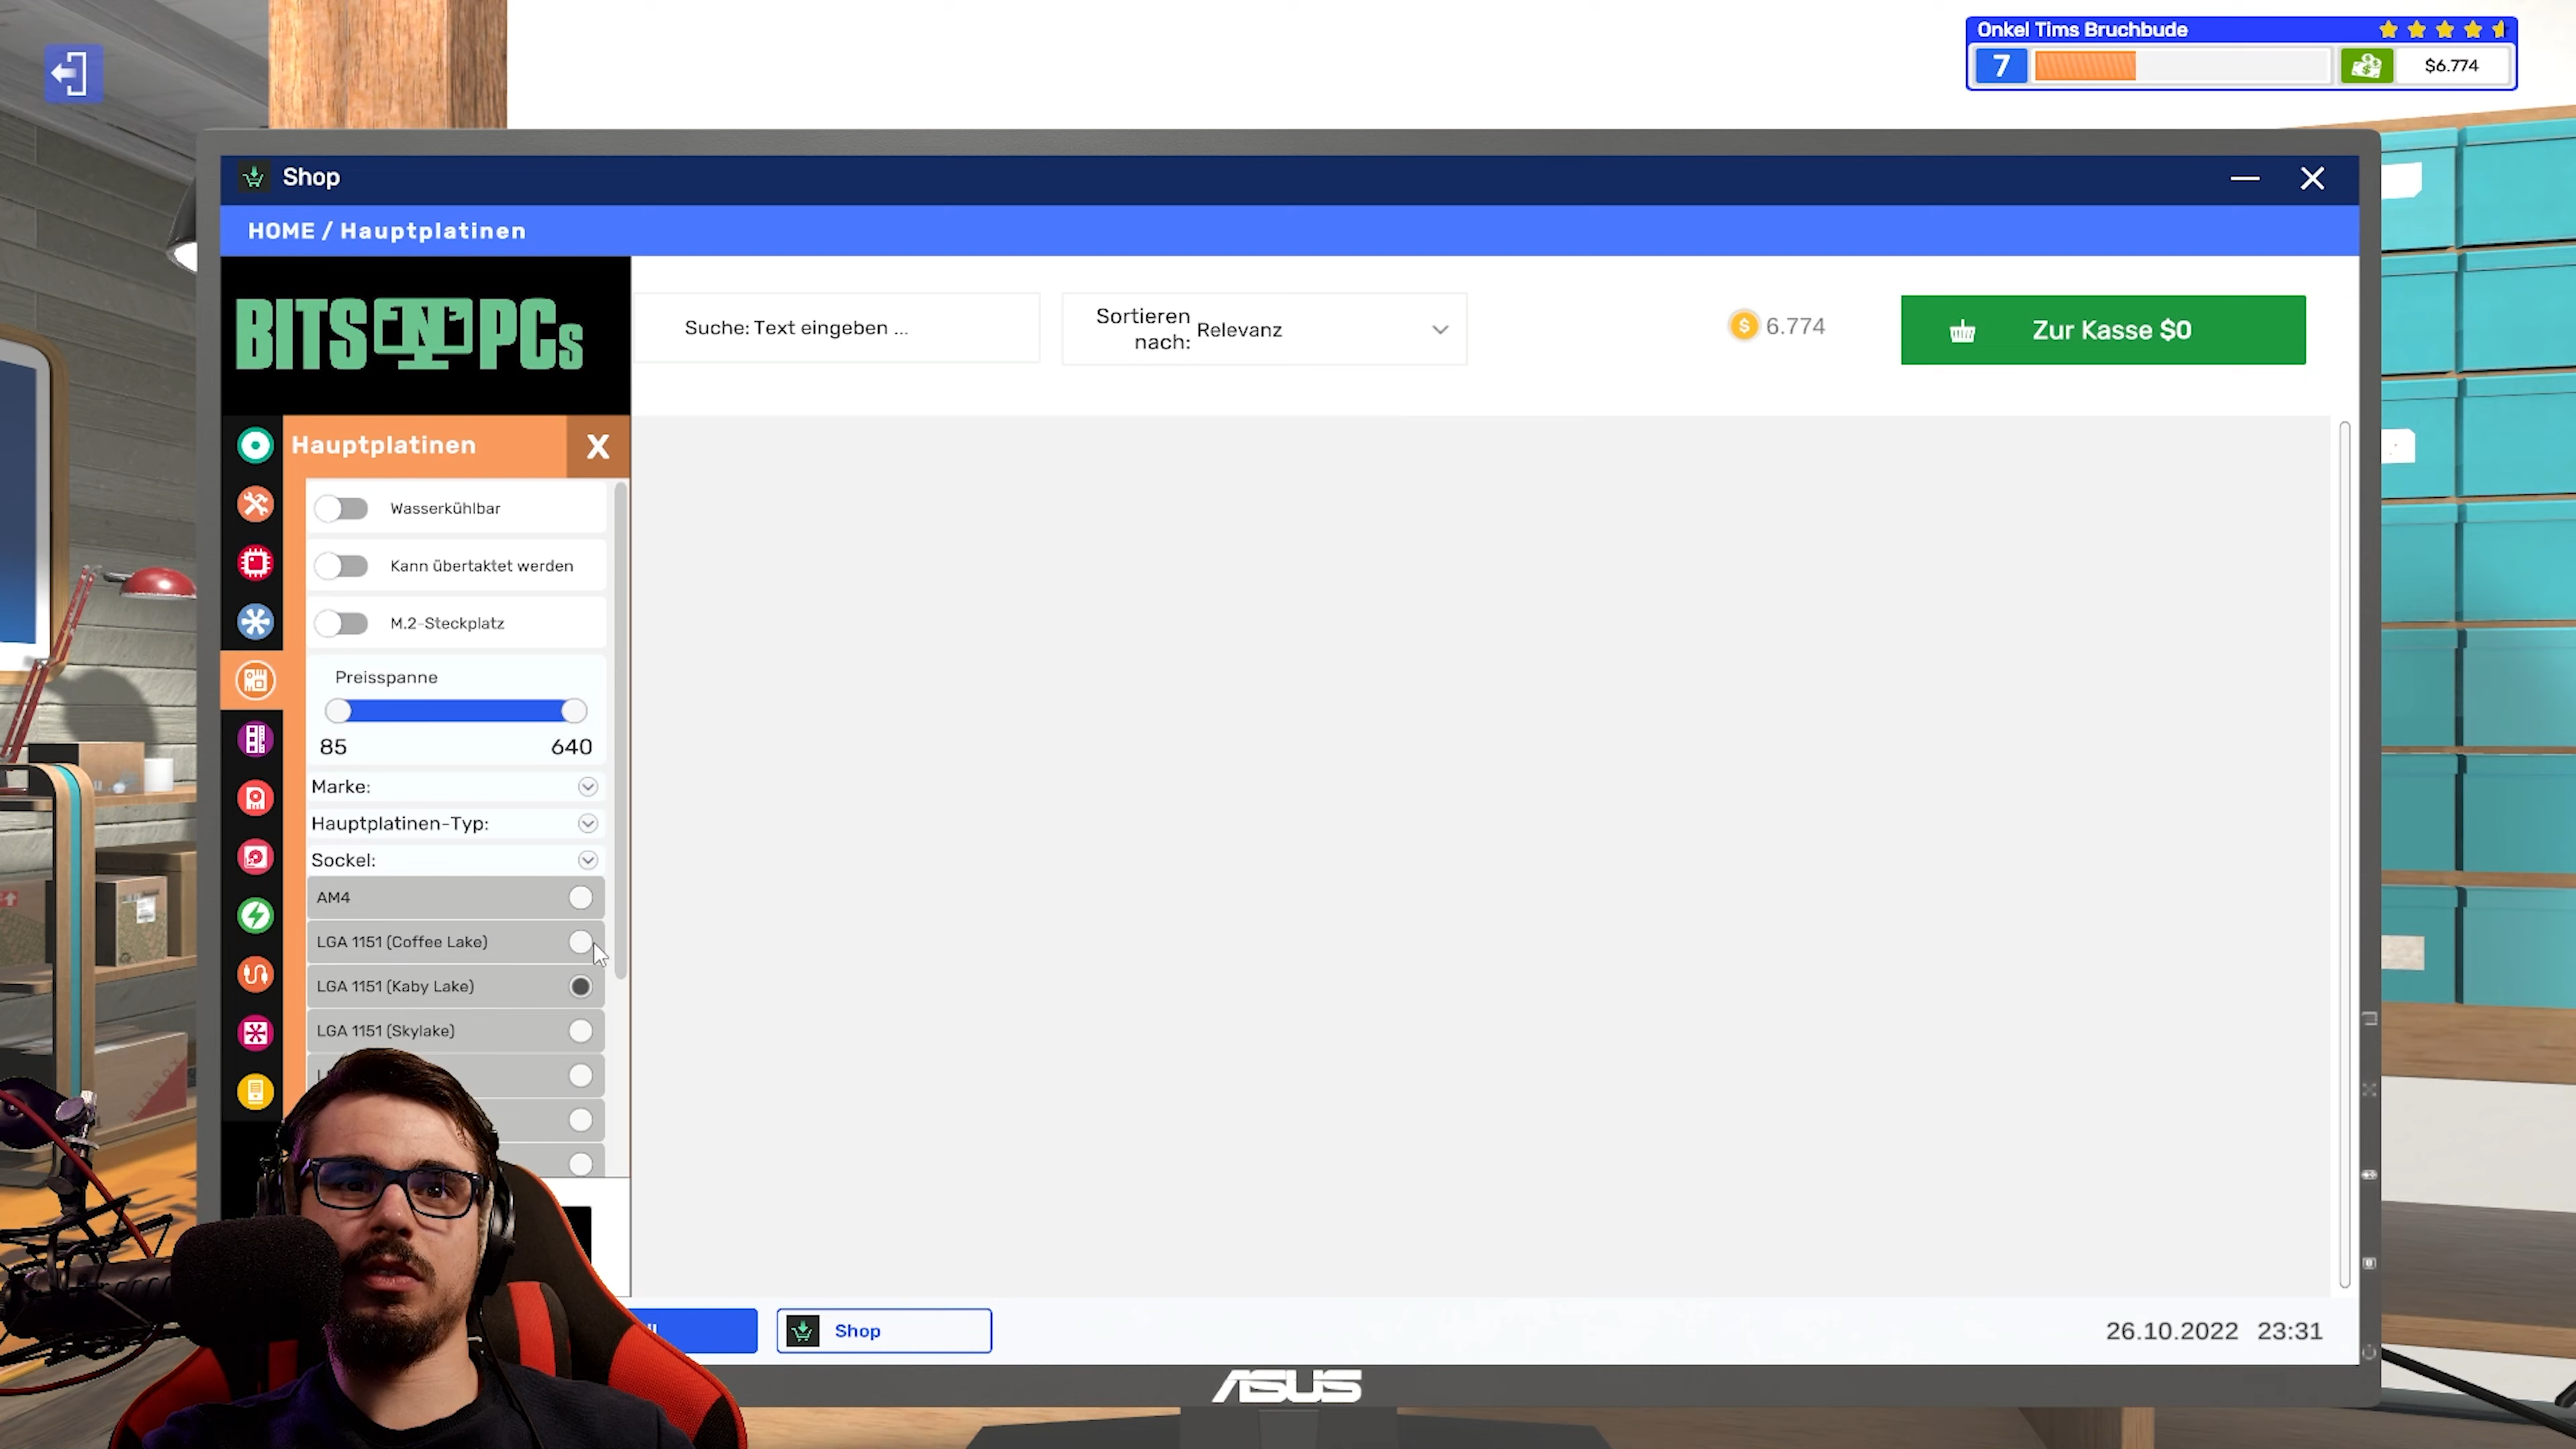 Onkel Tims Bruchbude
7
$6.774
Shop
HOME / Hauptplatinen
BITS N PCs
Suche: Text eingeben ...
Sortieren nach: Relevanz
6.774
Zur Kasse $0
Hauptplatinen
X
Wasserkühlbar
Kann übertaktet werden
M.2-Steckplatz
Preisspanne
85
640
Marke:
Hauptplatinen-Typ:
Sockel:
AM4
LGA 1151 (Coffee Lake)
LGA 1151 (Kaby Lake)
LGA 1151 (Skylake)
Shop
26.10.2022 23:31
ASUS